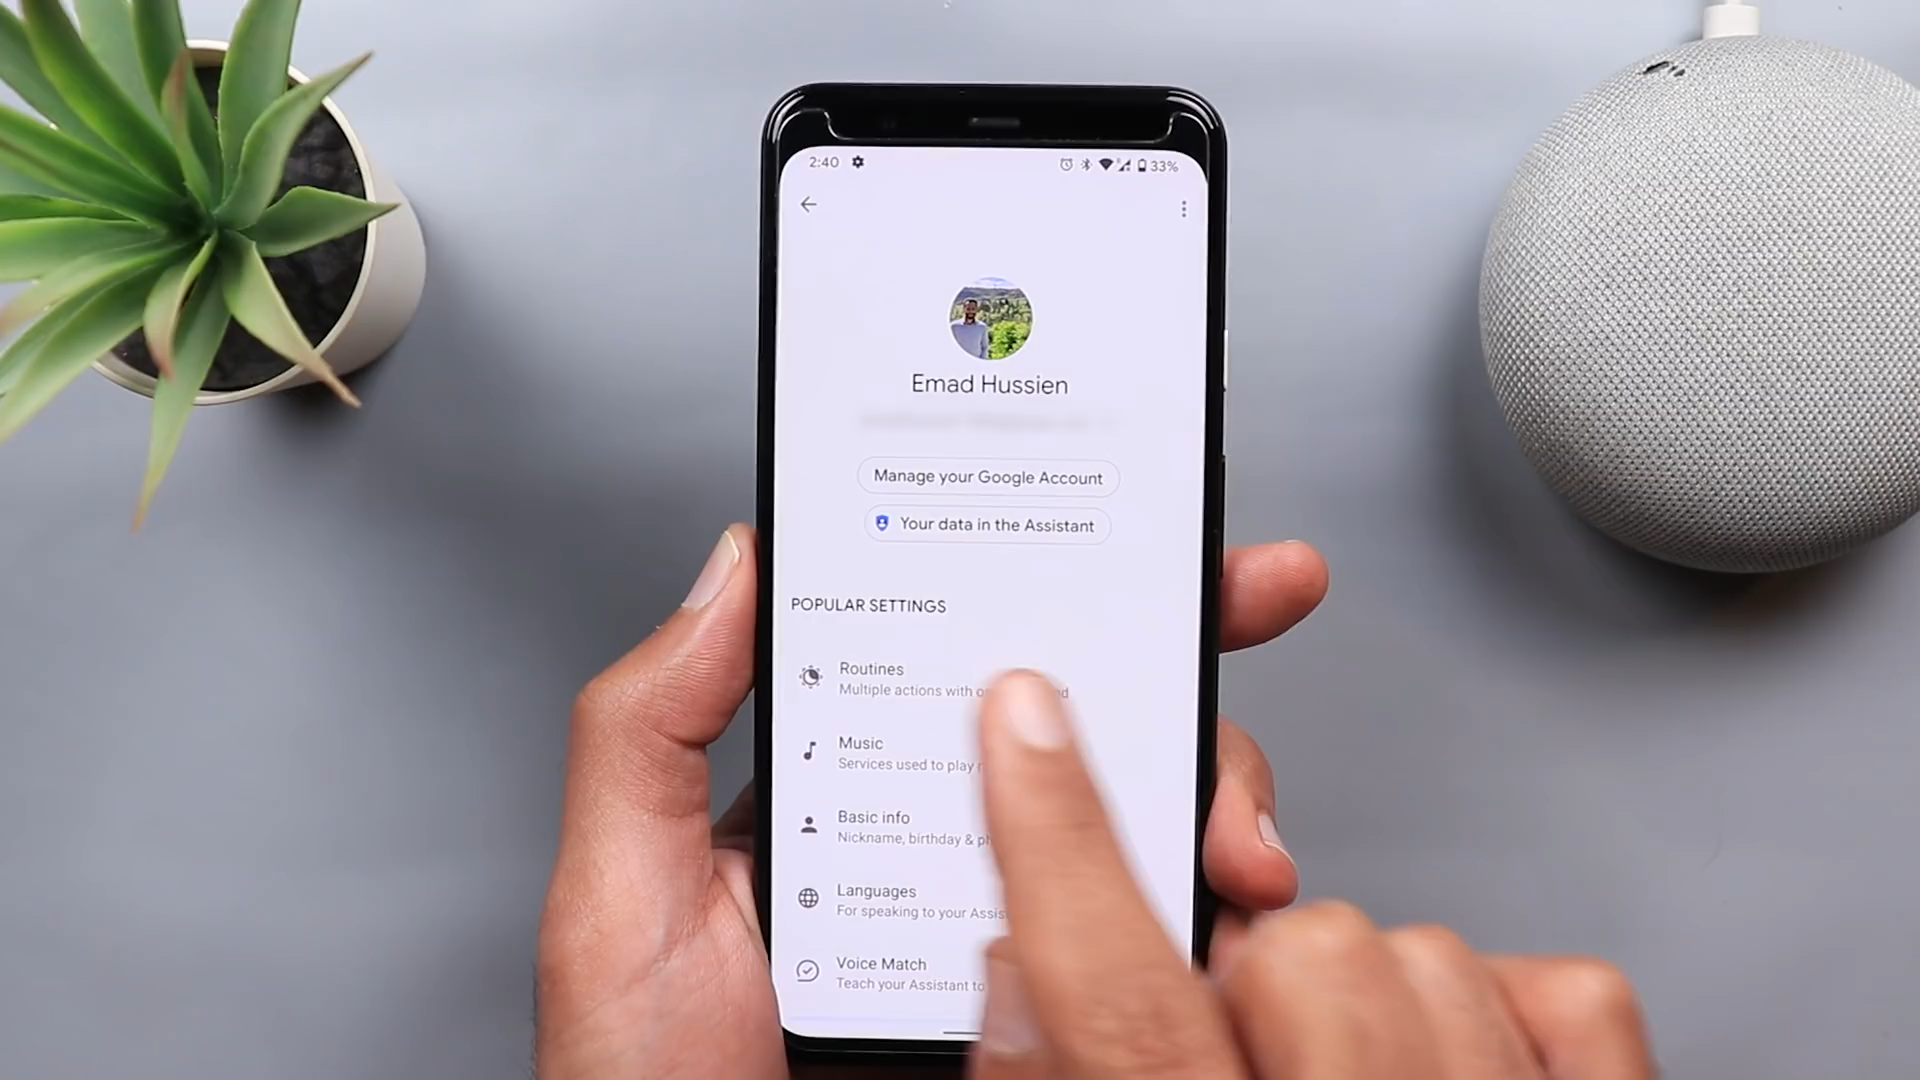 2:40 33%
Emad Hussien
Manage your Google Account
Your data in the Assistant
POPULAR SETTINGS
Routines
Multiple actions with
Music
Services used to play
Basic info
Nickname, birthday &
Languages
For speaking to your
Voice Match
Teach your Assistant to